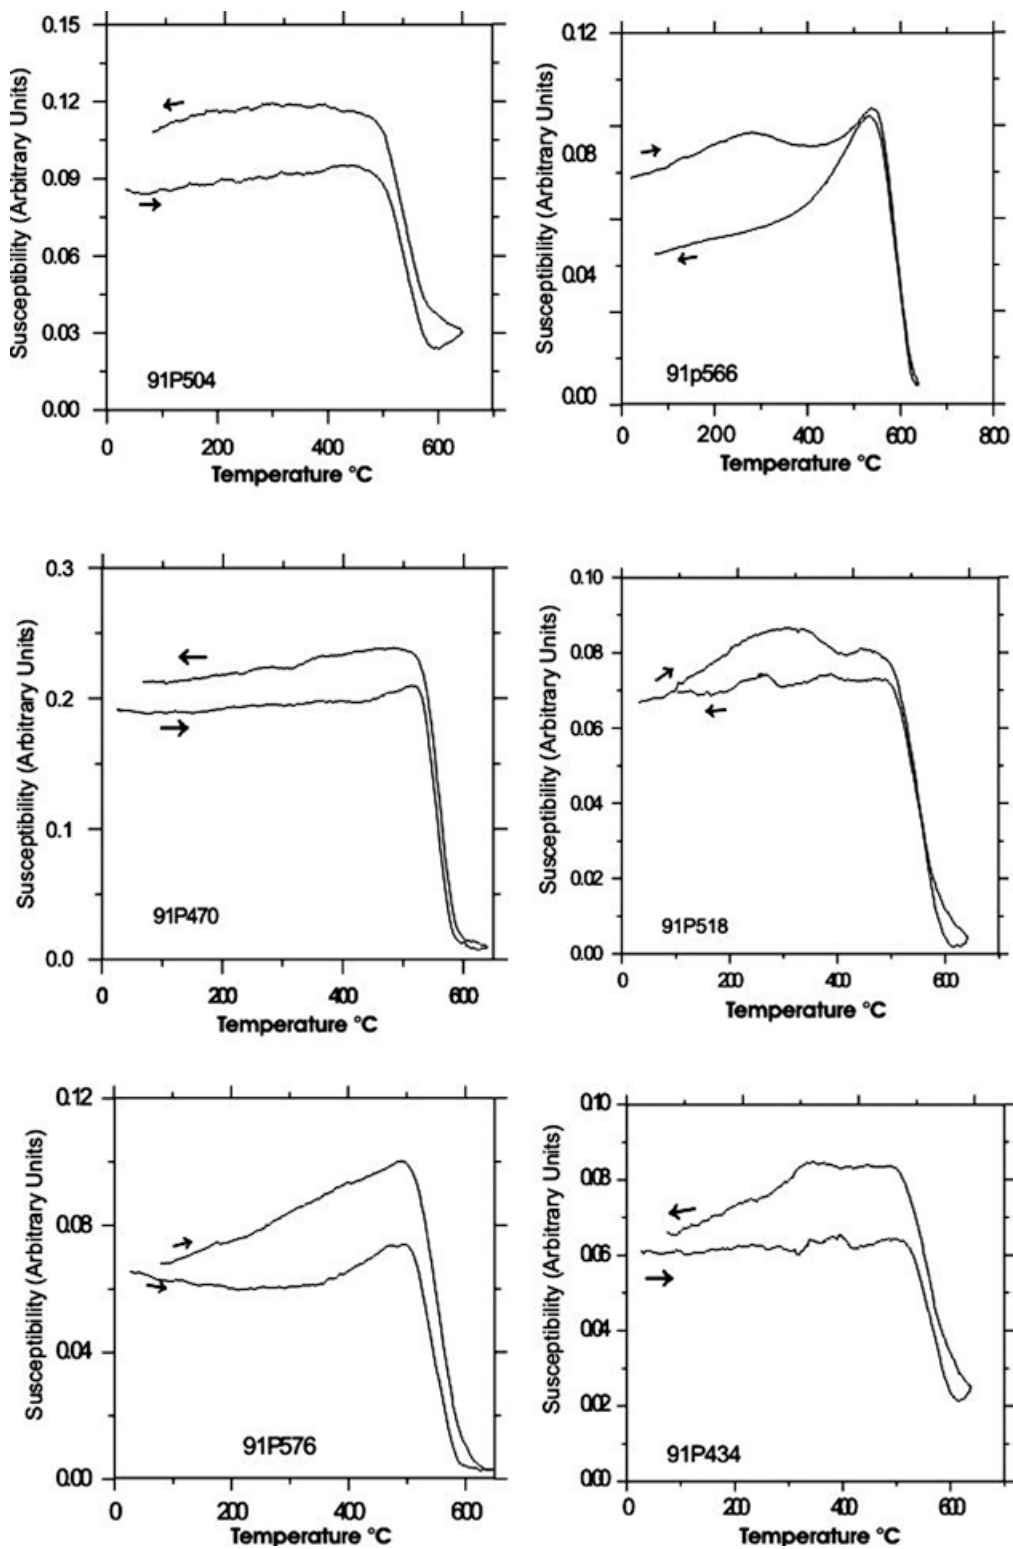 Susceptibility (Arbitrary Units)
0.15
0.12
0.09
0.06
0.03
0.00
91P504
0 200 400 600
Temperature °C
Susceptibility (Arbitrary Units)
0.12
0.08
0.04
0.00
91p566
0 200 400 600 800
Temperature °C
Susceptibility (Arbitrary Units)
0.3
0.2
0.1
0.0
91P470
0 200 400 600
Temperature °C
Susceptibility (Arbitrary Units)
0.10
0.08
0.06
0.04
0.02
0.00
91P518
0 200 400 600
Temperature °C
Susceptibility (Arbitrary Units)
0.12
0.08
0.04
0.00
91P576
0 200 400 600
Temperature °C
Susceptibility (Arbitrary Units)
0.10
0.08
0.06
0.04
0.02
0.00
91P434
0 200 400 600
Temperature °C